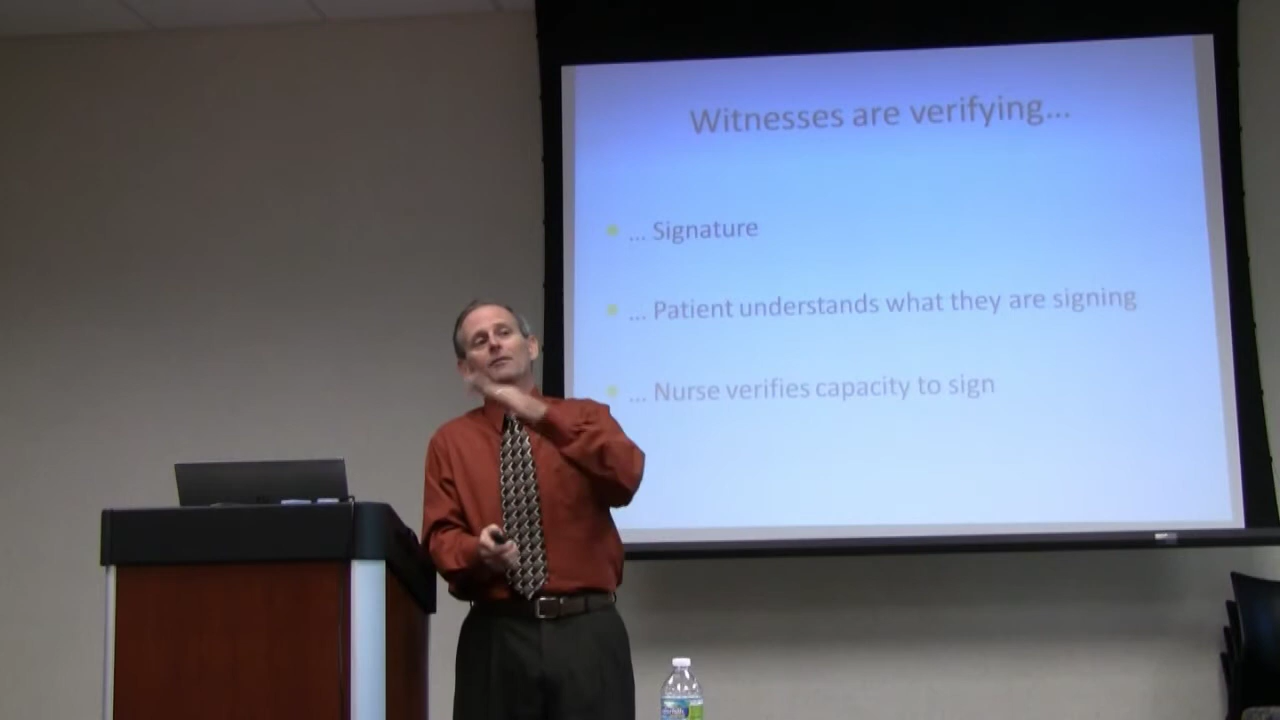 Witnesses are verifying...
... Signature
... Patient understands what they are signing
... Nurse verifies capacity to sign